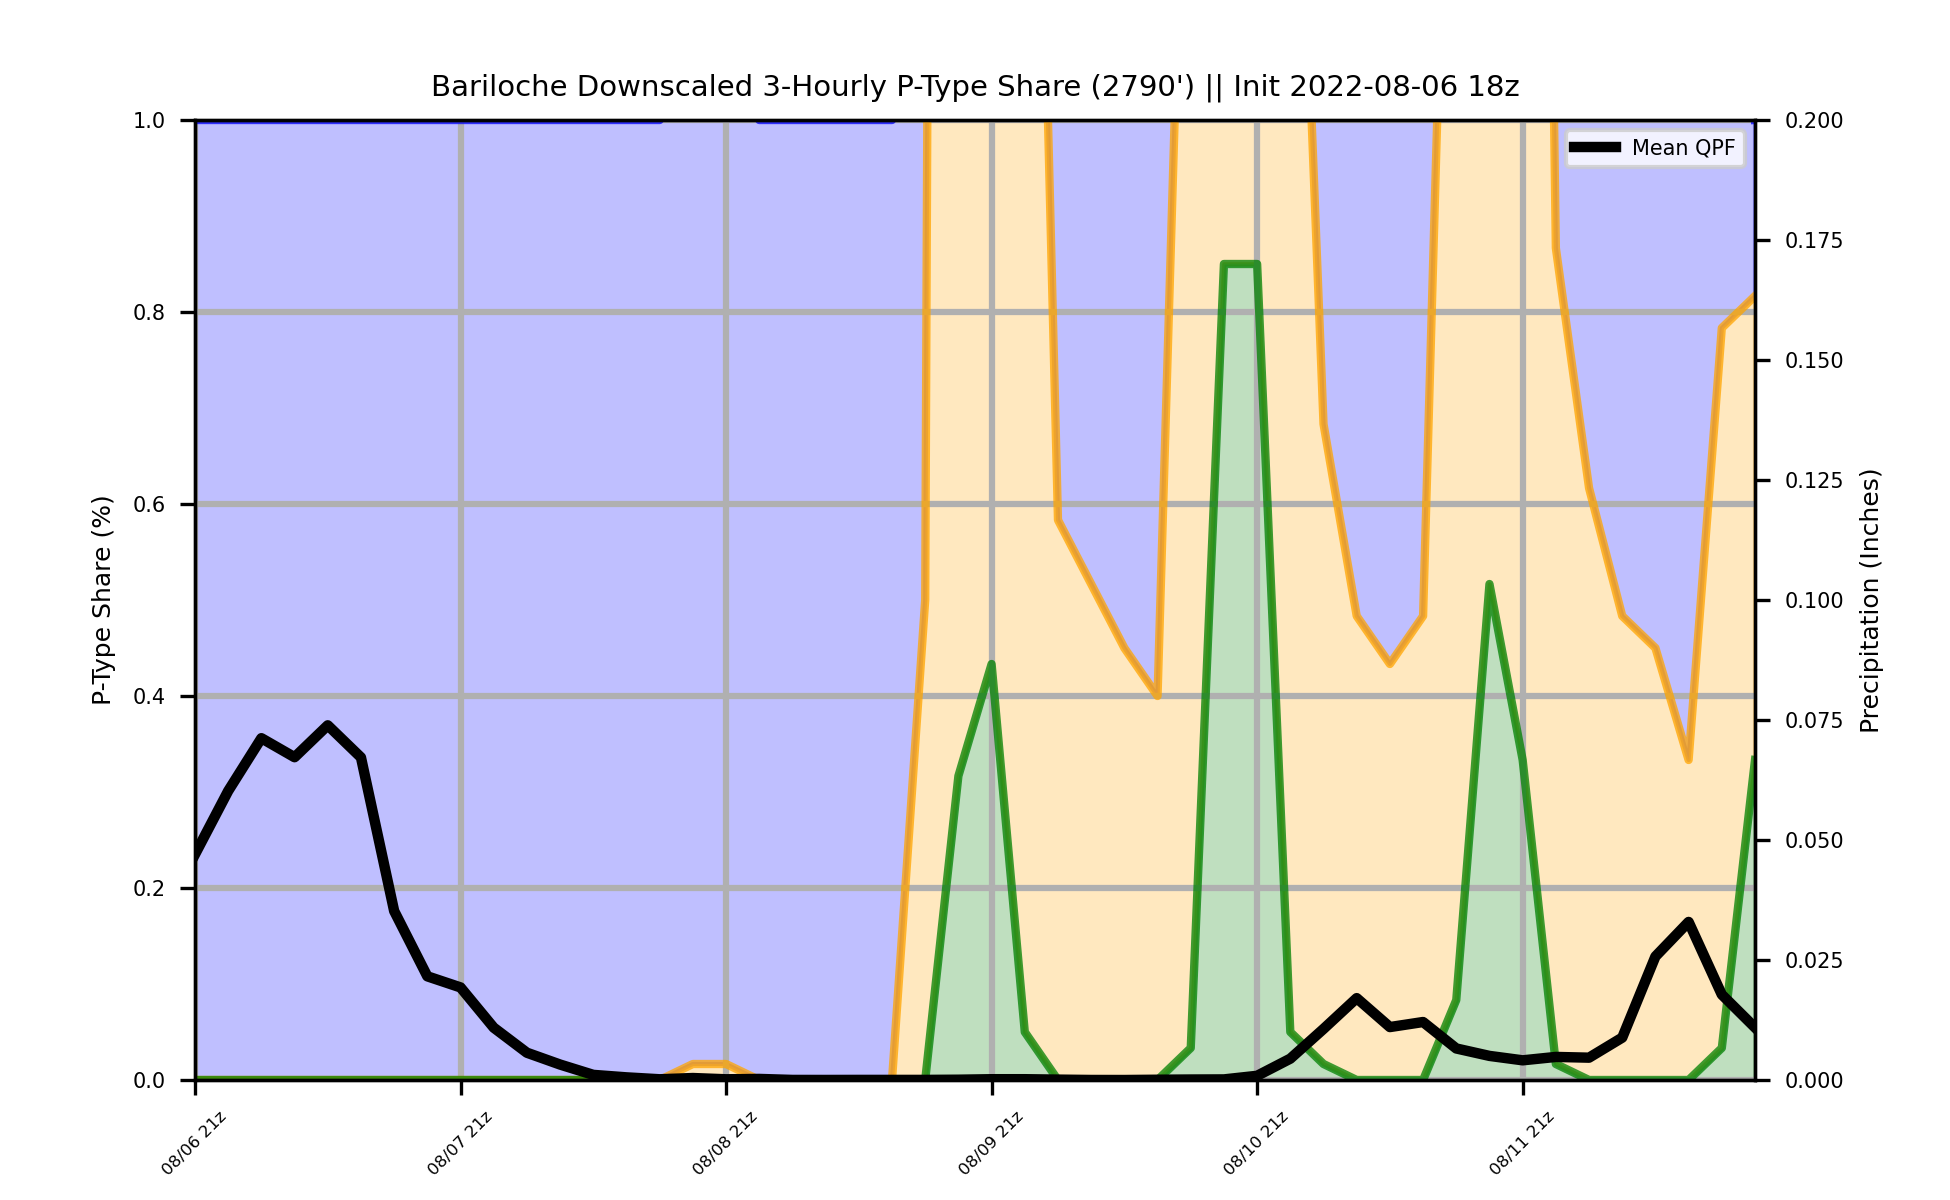 Bariloche Downscaled 3-Hourly P-Type Share (2790') || Init 2022-08-06 18z
Mean QPF
P-Type Share (%)
1.0
0.8
0.6
0.4
0.2
0.0
0.200
0.175
0.150
0.125
0.100
0.075
0.050
0.025
0.000
Precipitation (Inches)
08/06 21z
08/07 21z
08/08 21z
08/09 21z
08/10 21z
08/11 21z